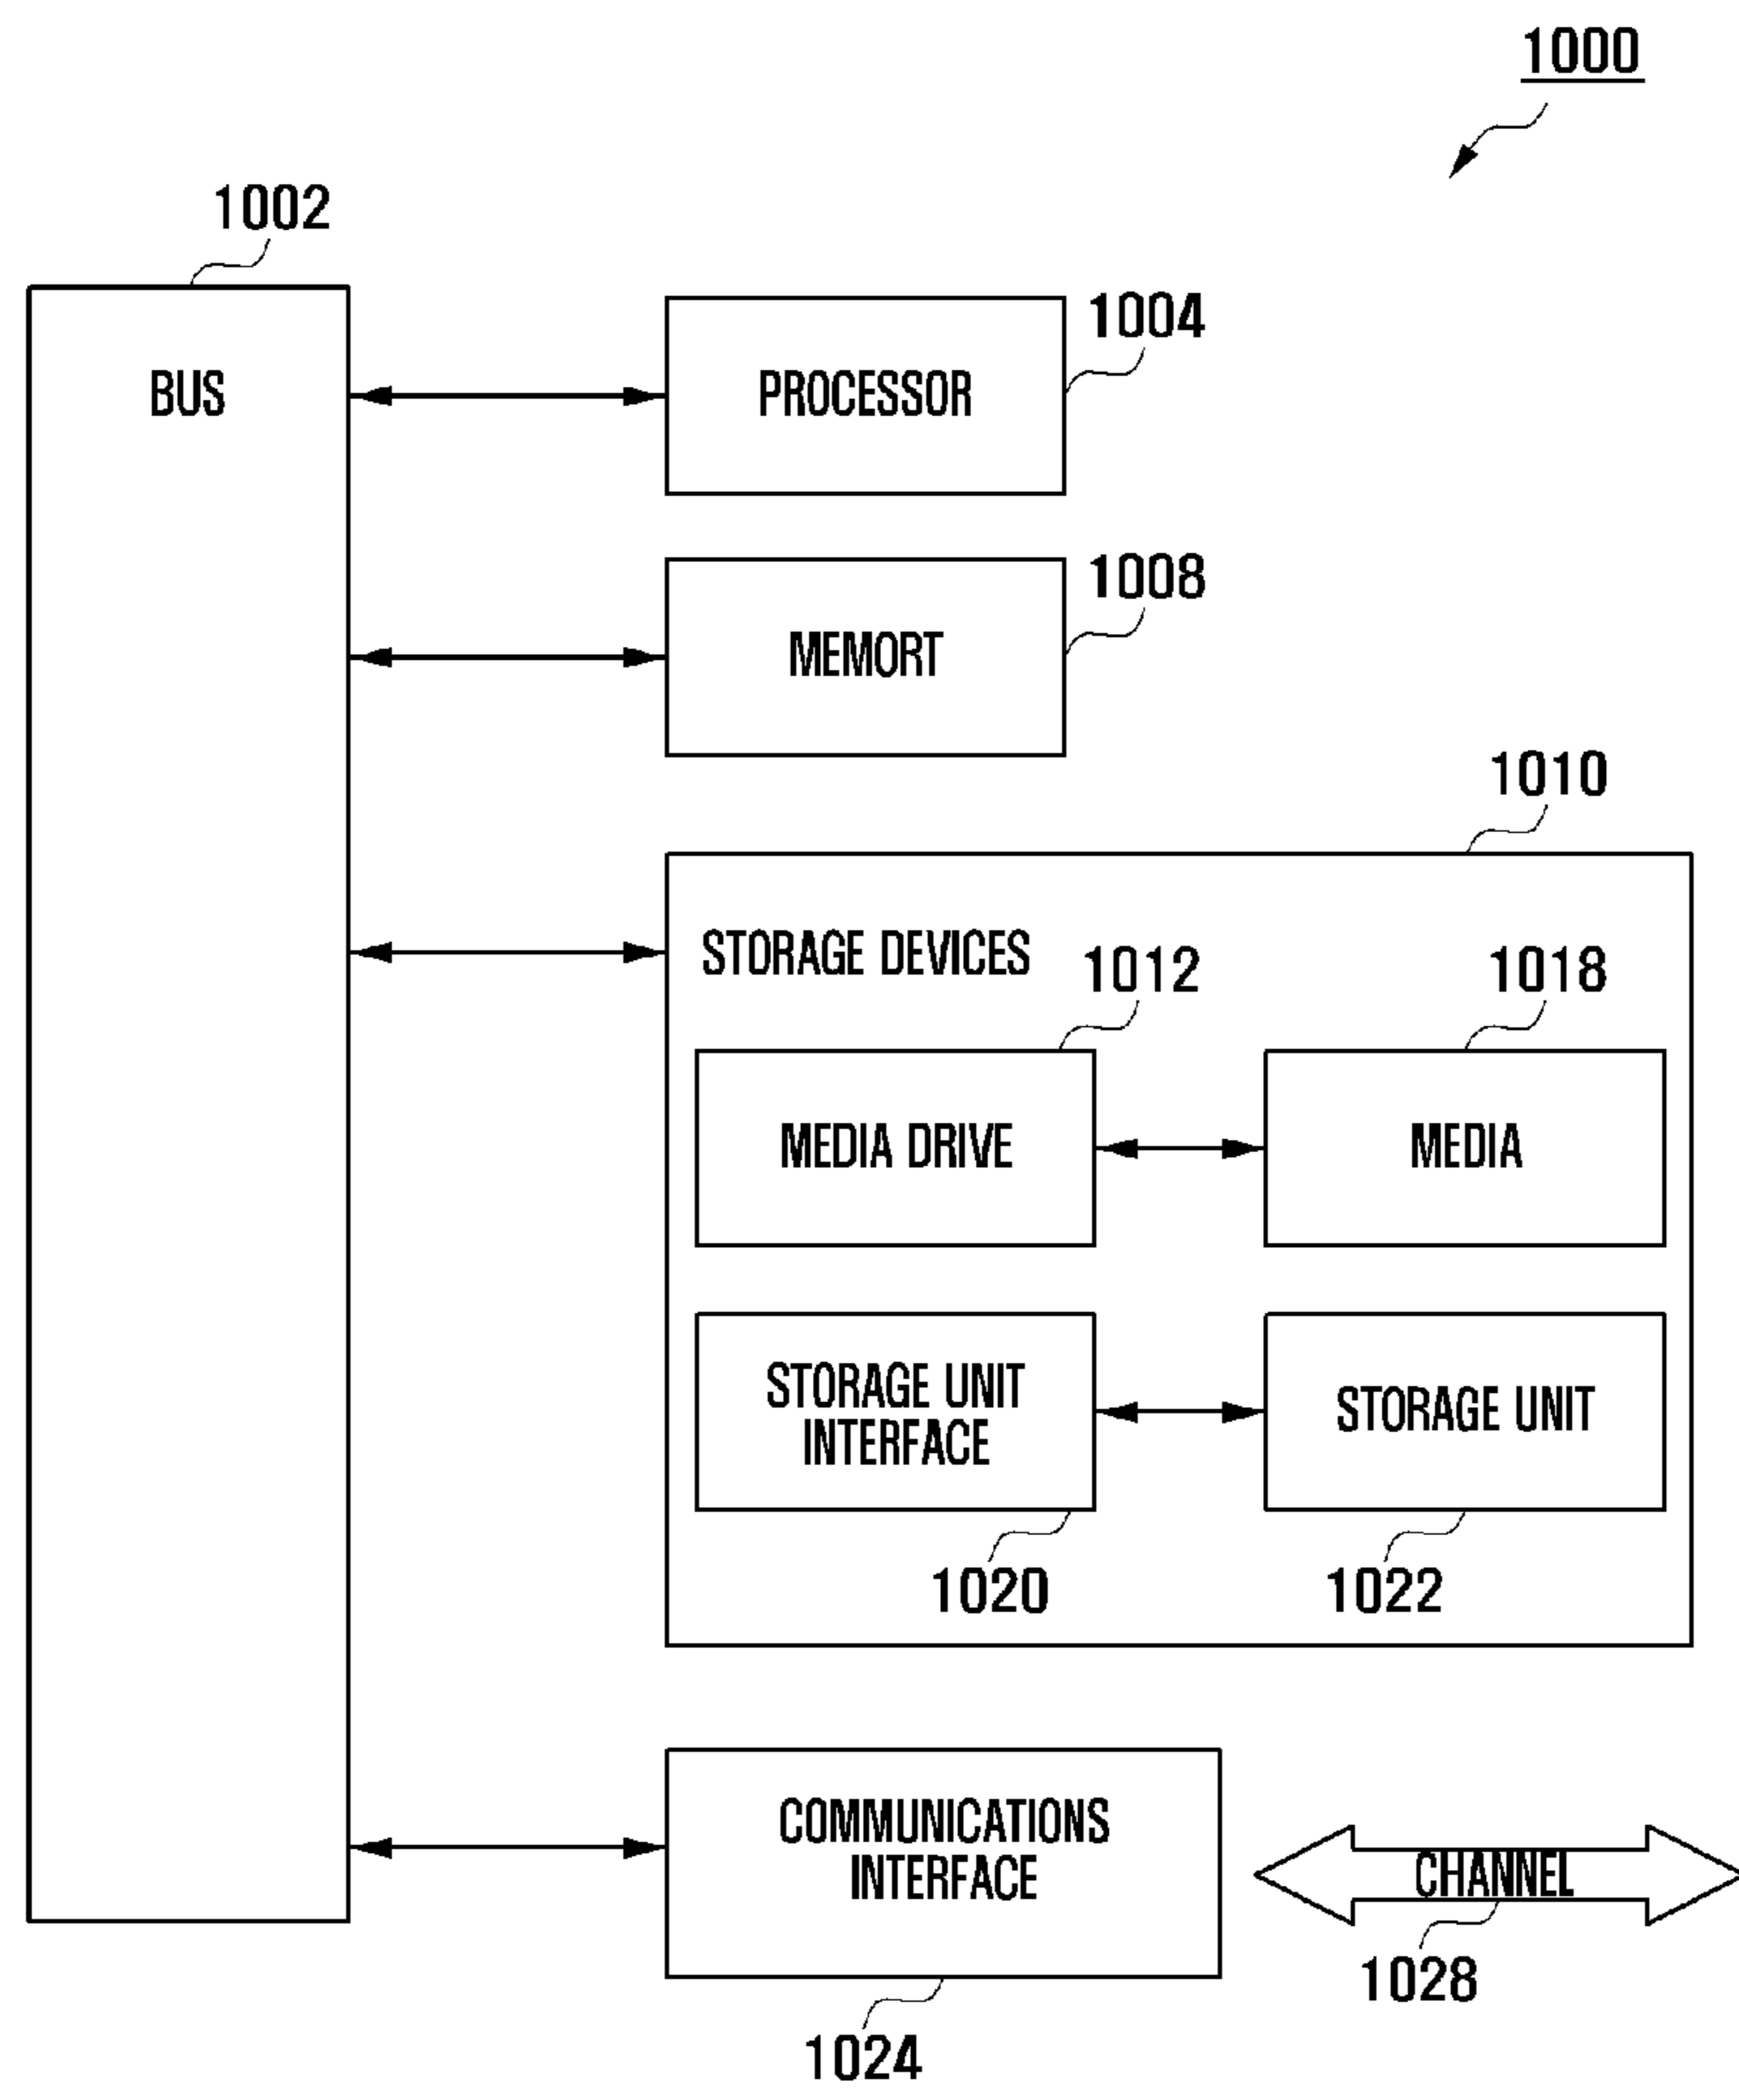 1000
1002
BUS
PROCESSOR
1004
MEMORT
1008
1010
STORAGE DEVICES
1012
1018
MEDIA DRIVE
MEDIA
STORAGE UNIT
INTERFACE
STORAGE UNIT
1020
1022
COMMUNICATIONS
INTERFACE
CHANNEL
1028
1024